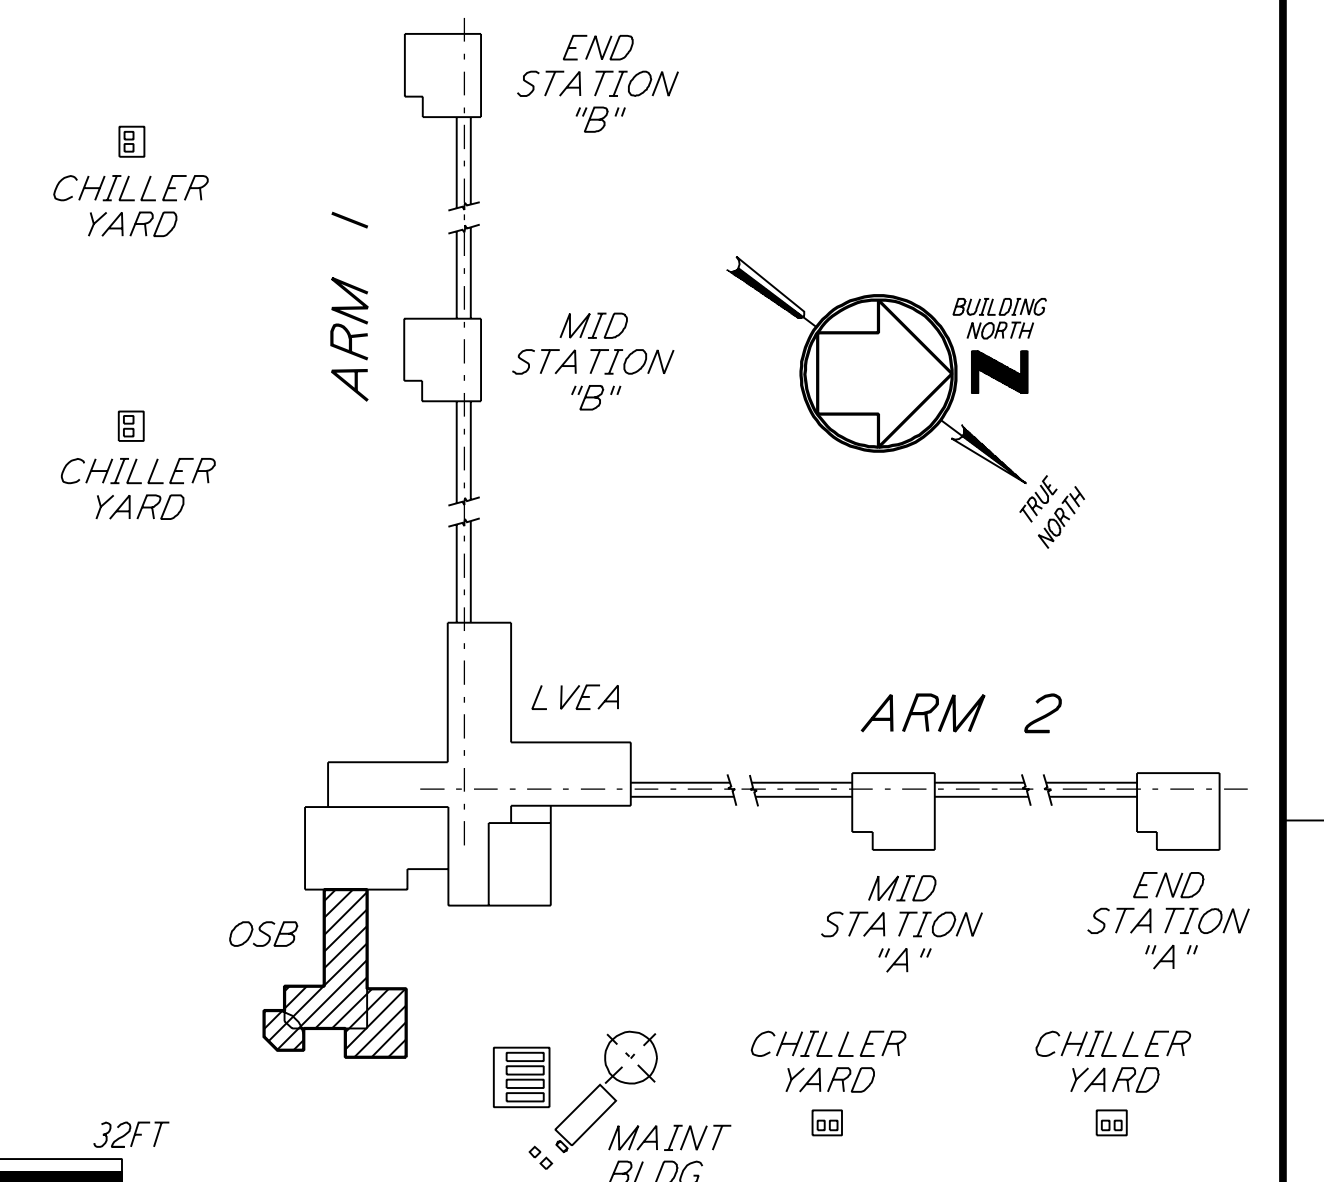 END
STATION
"B"
CHILLER
YARD
ARM 1
BUILDING
NORTH
N
MID
STATION
"B"
CHILLER
YARD
TRUE
NORTH
LVEA
ARM 2
MID
STATION
"A"
END
STATION
"A"
OSB
CHILLER
YARD
CHILLER
YARD
32FT
MAINT
BLDG